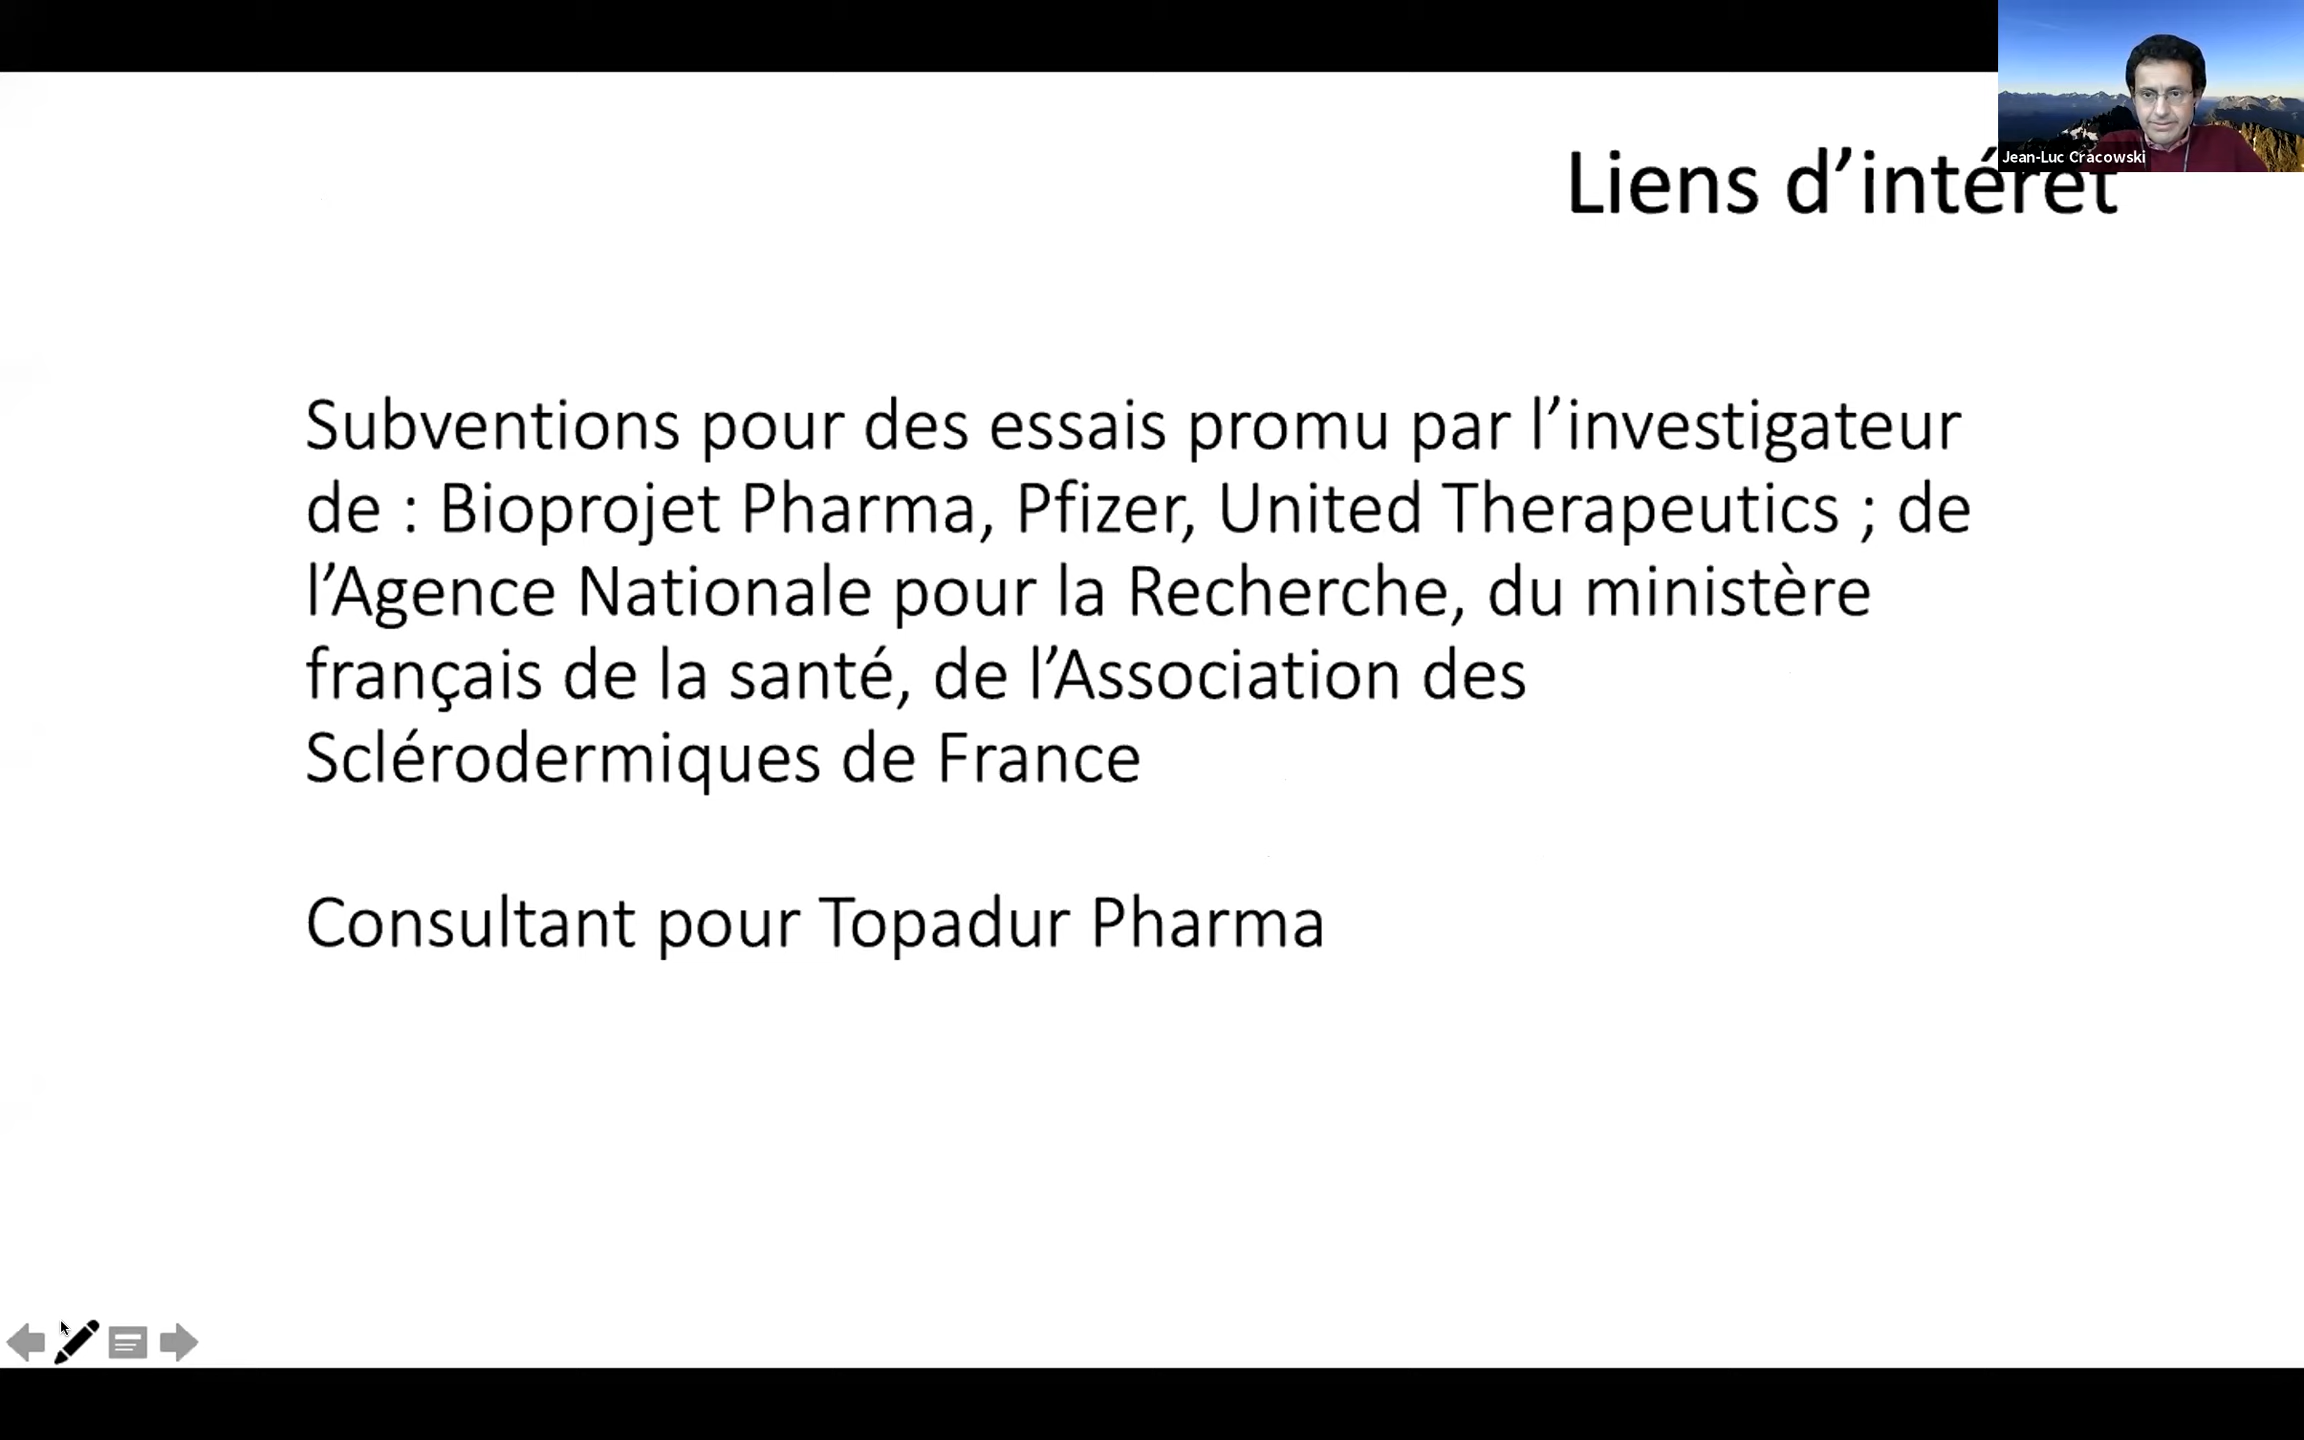 Jean-Luc Cracowski
Liens d’intérêt
Subventions pour des essais promu par l’investigateur
de : Bioprojet Pharma, Pfizer, United Therapeutics ; de
l’Agence Nationale pour la Recherche, du ministère
français de la santé, de l’Association des
Sclérodermiques de France
Consultant pour Topadur Pharma